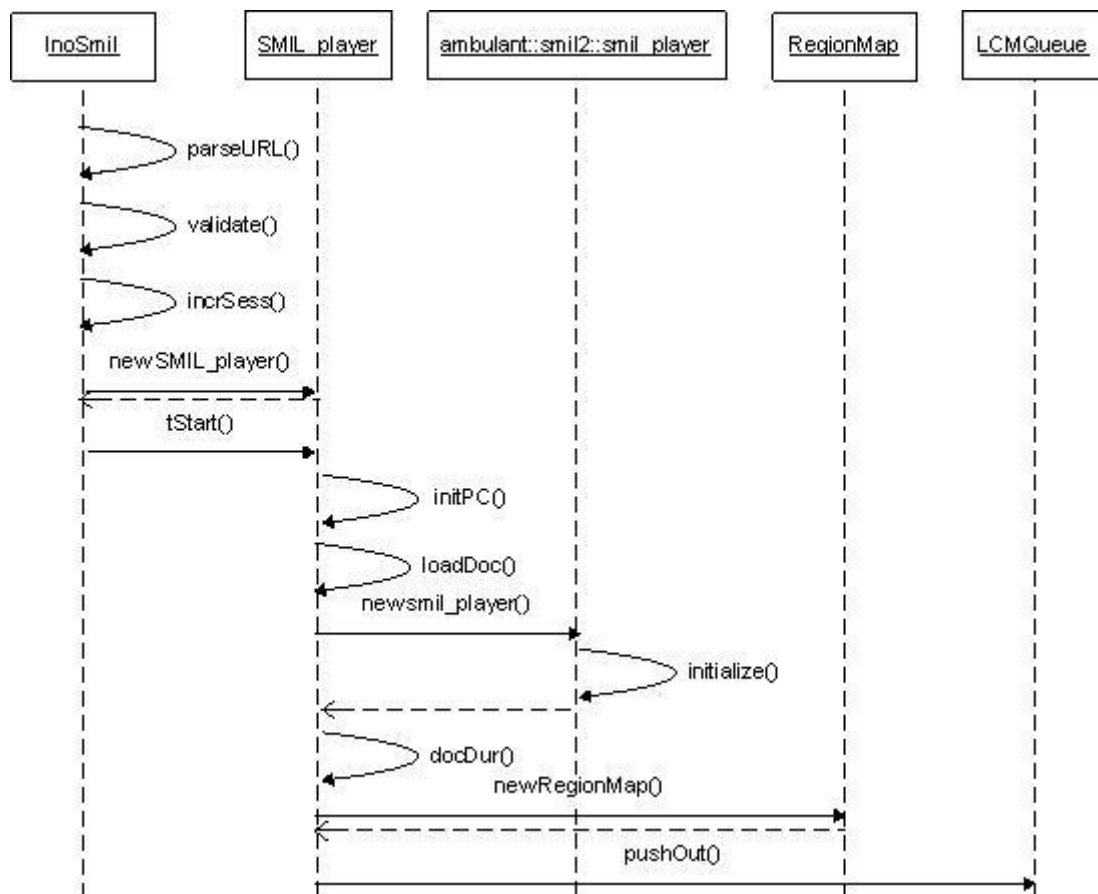 InoSmil
SMIL_player
ambulant::smil2::smil_player
RegionMap
LCMQueue
parseURL()
validate()
incrSess()
newSMIL_player()
tStart()
initPC()
loadDoc()
newsmil_player()
initialize()
docDur()
newRegionMap()
pushOut()